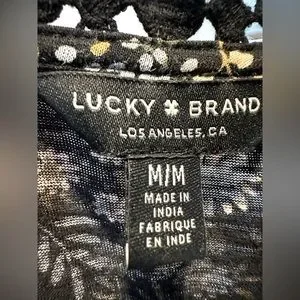 LUCKY BRAND
LOS ANGELES, CA
M/M
MADE IN
INDIA
FABRIQUE
EN INDE